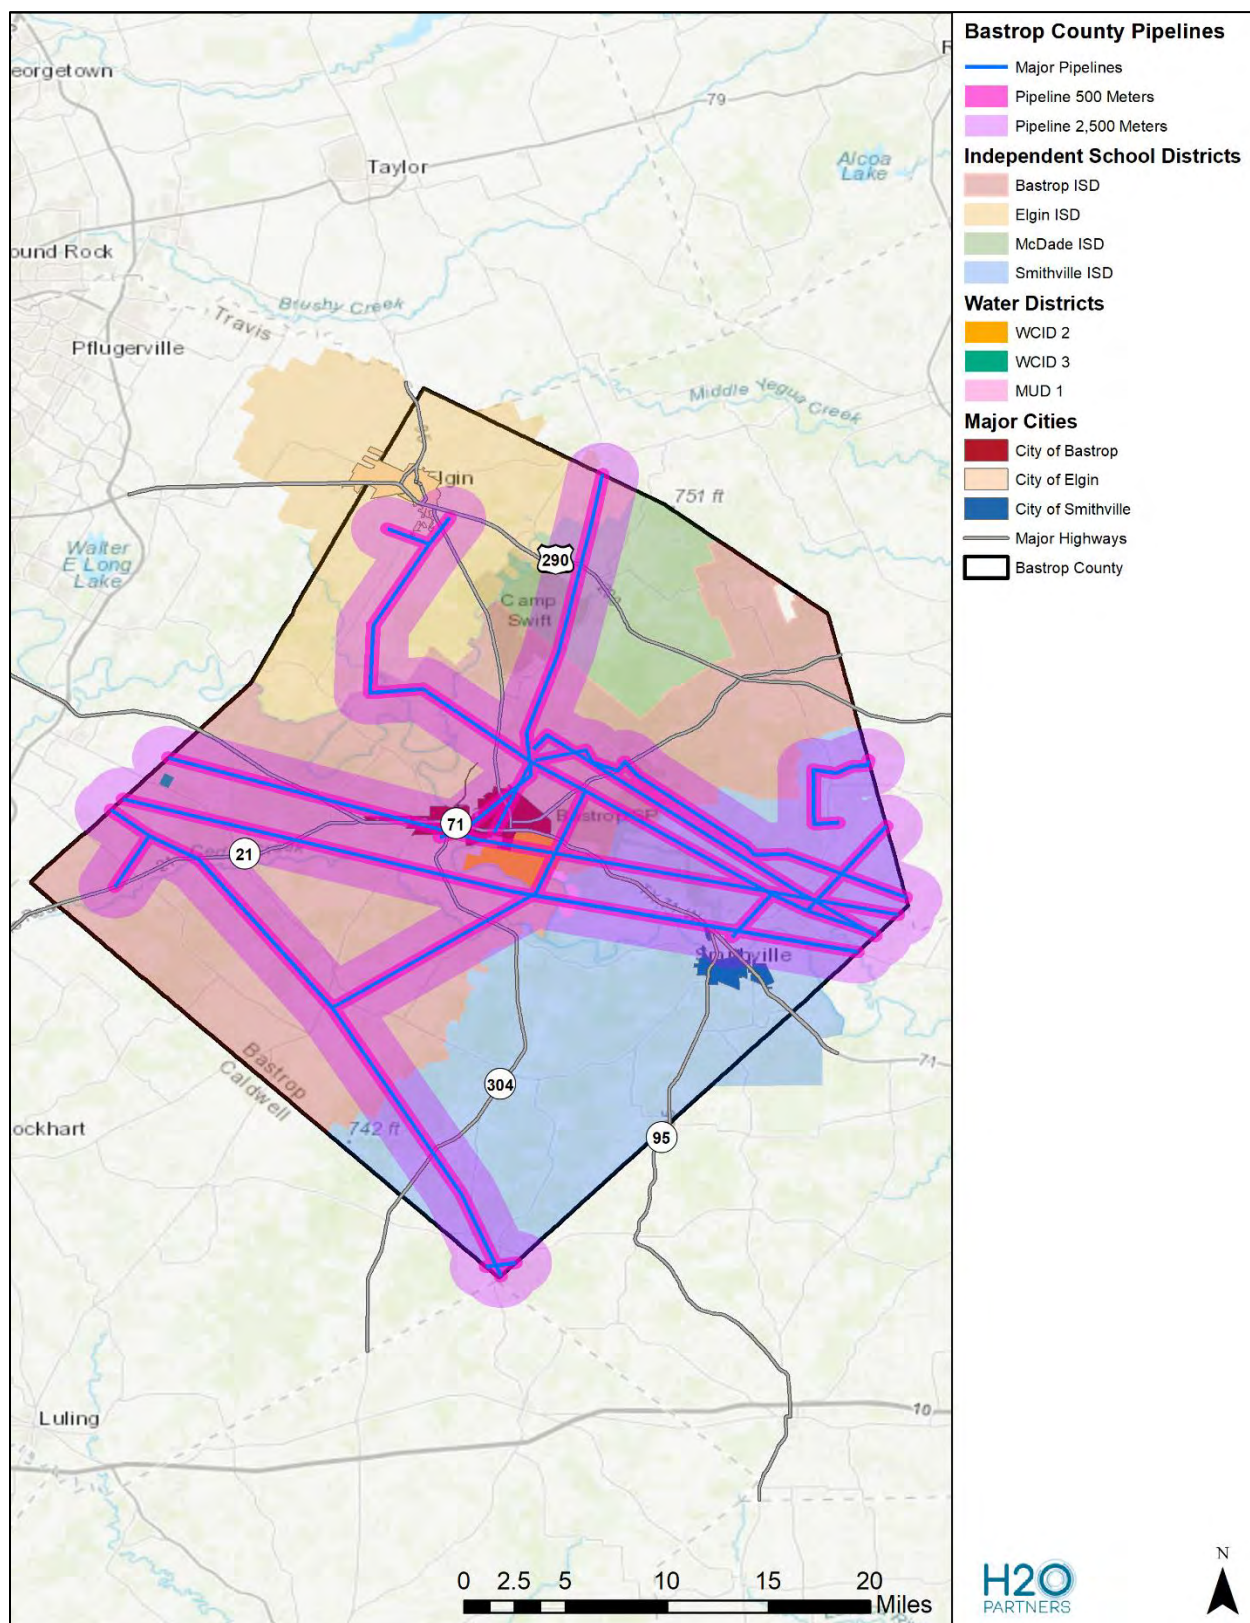 eorgetown
79
Taylor
Alcoa
Lake
ound Rock
Brushy Creek
Travis
Pflugerville
Middle Yegua Creek
lgin
751 ft
Walter
E Long
Lake
290
Camp
Swift
Bastrop SP
71
21
Smithville
Bastrop
Caldwell
304
71
742 ft
ockhart
95
Luling
10
0 2.5 5 10 15 20
Miles
Bastrop County Pipelines
Major Pipelines
Pipeline 500 Meters
Pipeline 2,500 Meters
Independent School Districts
Bastrop ISD
Elgin ISD
McDade ISD
Smithville ISD
Water Districts
WCID 2
WCID 3
MUD 1
Major Cities
City of Bastrop
City of Elgin
City of Smithville
Major Highways
Bastrop County
H2O
PARTNERS
N